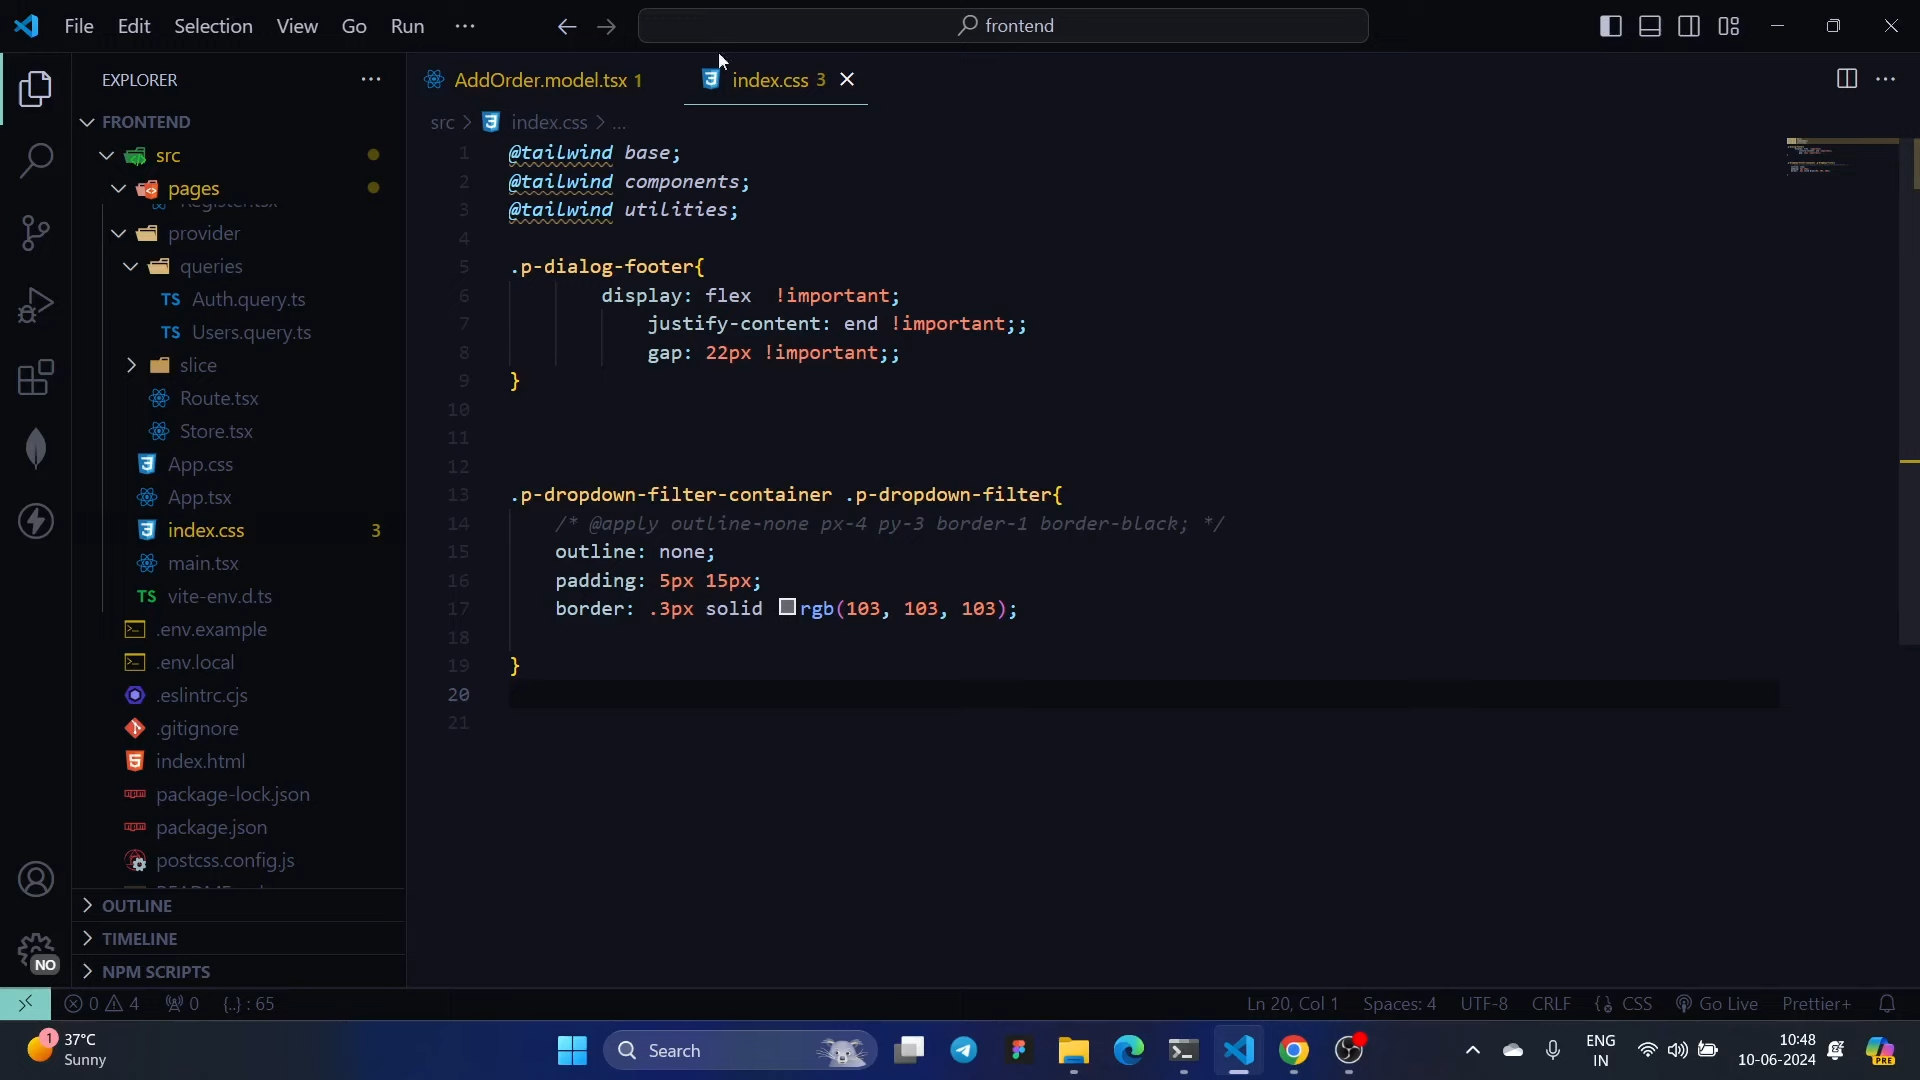 File Edit Selection View Go Run ···
frontend
EXPLORER ···
AddOrder.model.tsx 1
index.css 3
FRONTEND
src > index.css > ...
src
pages
provider
queries
TS Auth.query.ts
TS Users.query.ts
slice
Route.tsx
Store.tsx
App.css
App.tsx
index.css 3
main.tsx
TS vite-env.d.ts
.env.example
.env.local
.eslintrc.cjs
.gitignore
index.html
package-lock.json
package.json
postcss.config.js
OUTLINE
TIMELINE
NPM SCRIPTS
NO
1 @tailwind base;
2 @tailwind components;
3 @tailwind utilities;
4
5 .p-dialog-footer{
6 display: flex  !important;
7 justify-content: end !important;;
8 gap: 22px !important;;
9 }
10
11
12
13 .p-dropdown-filter-container .p-dropdown-filter{
14 /* @apply outline-none px-4 py-3 border-1 border-black; */
15 outline: none;
16 padding: 5px 15px;
17 border: .3px solid rgb(103, 103, 103);
18
19 }
20
21
0 4 0 {..} : 65
Ln 20, Col 1 Spaces: 4 UTF-8 CRLF CSS Go Live Prettier+
1 37°C
Sunny
Search
ENG
IN
10:48
10-06-2024
PRE